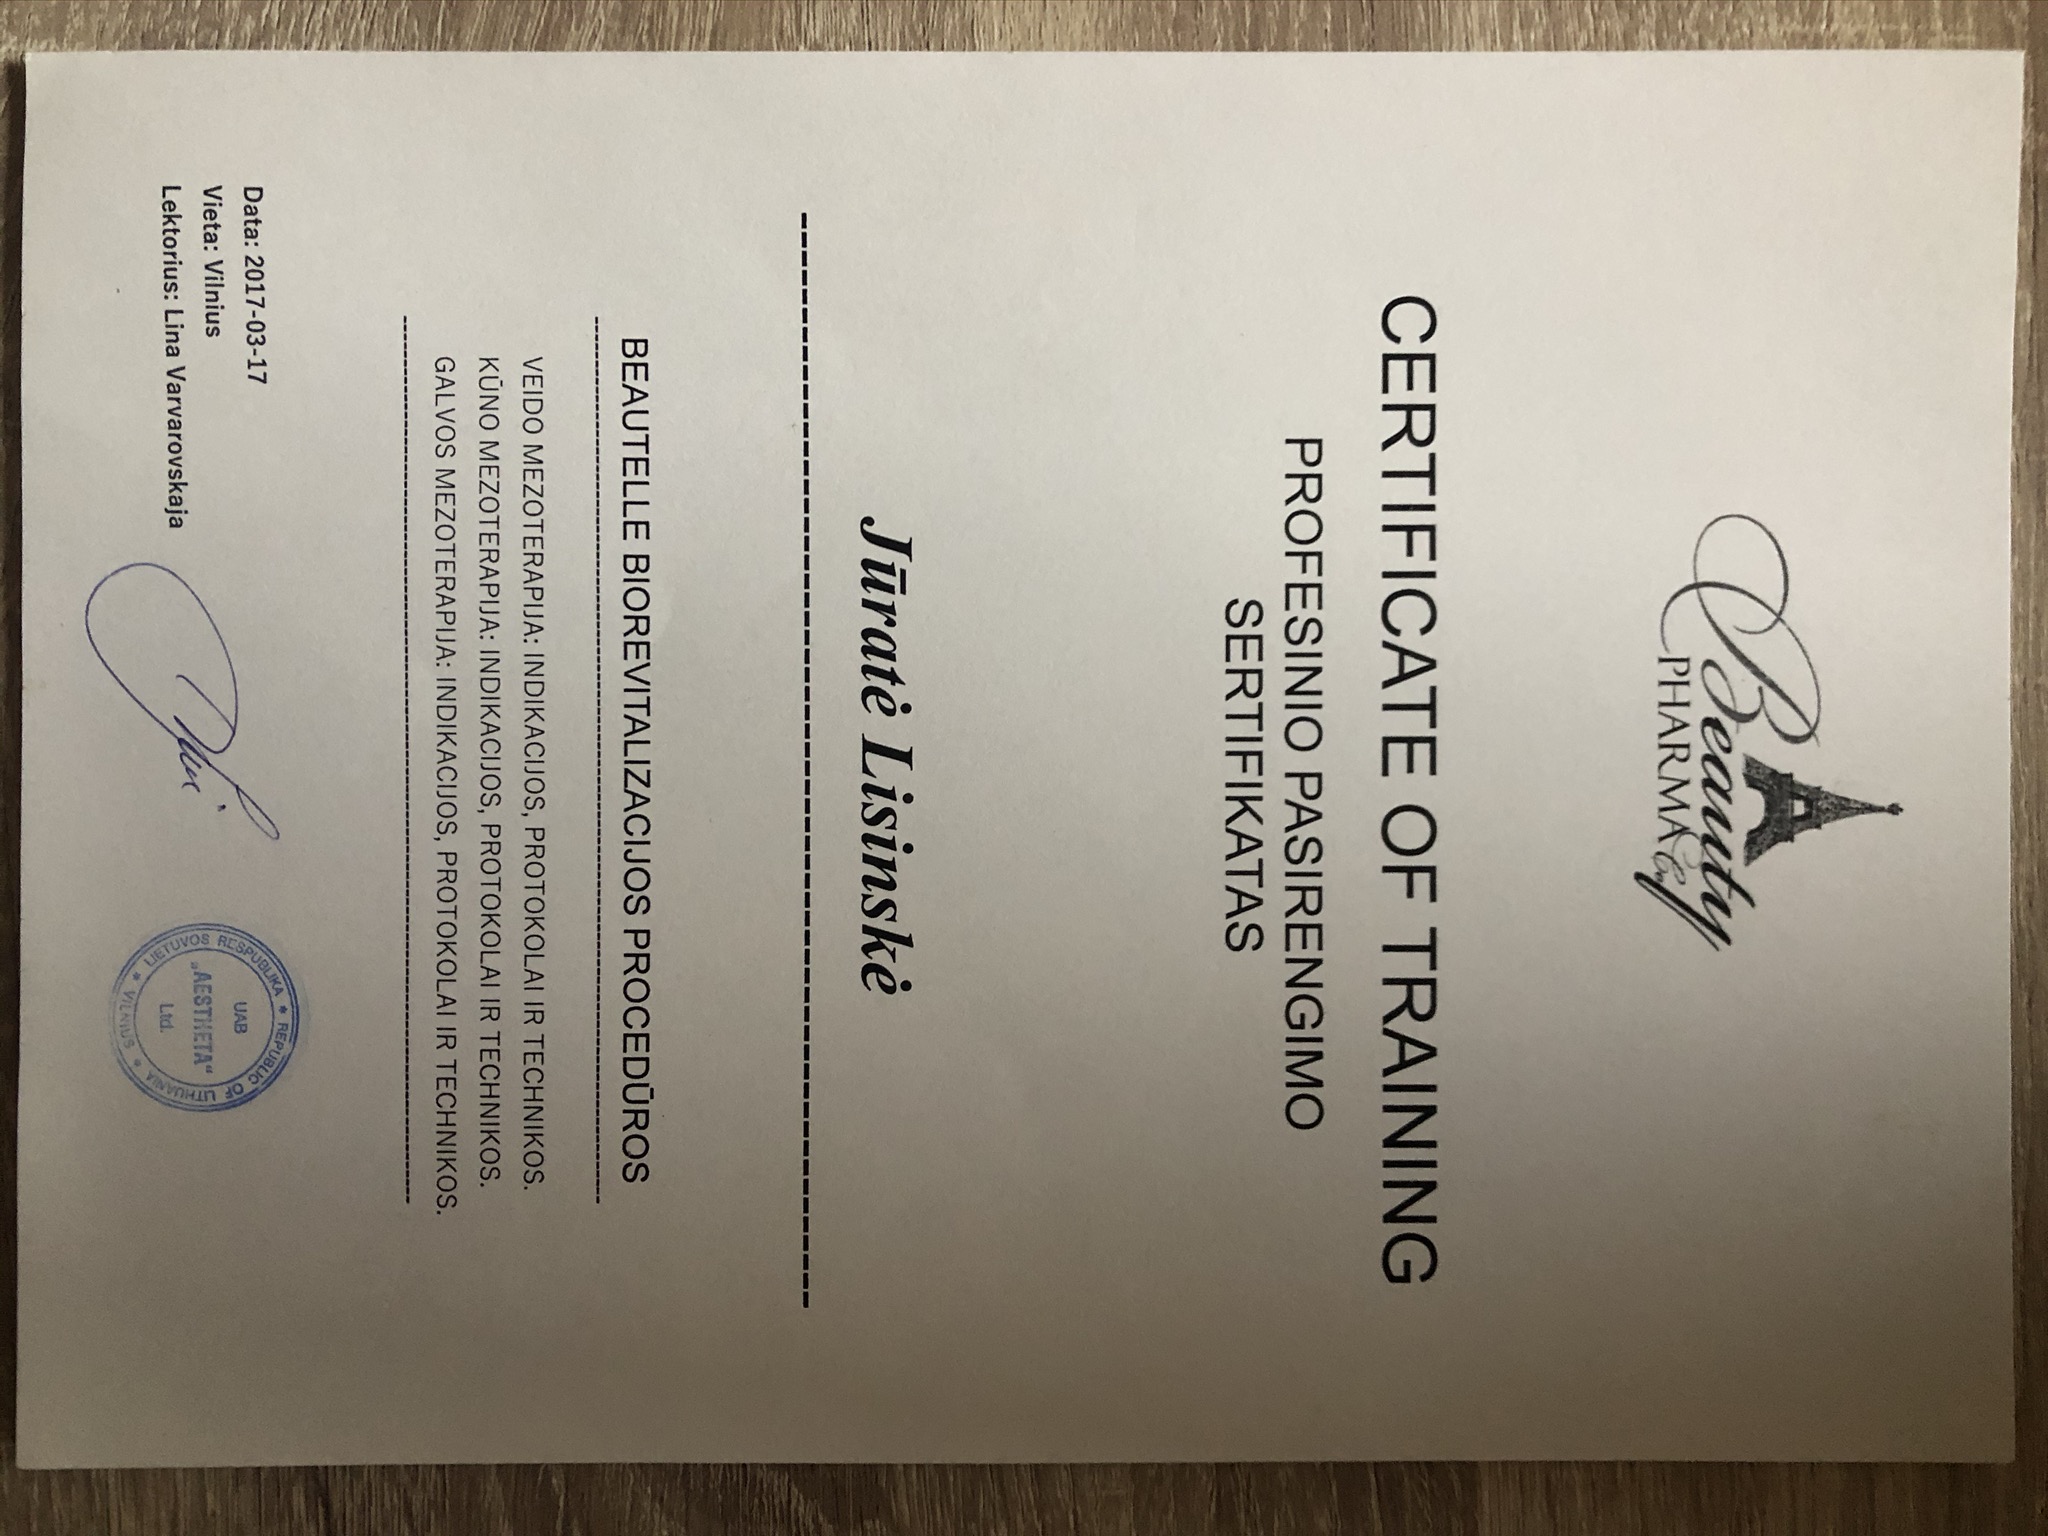 Beauty
PHARMA Co
CERTIFICATE OF TRAINING
PROFESINIO PASIRENGIMO
SERTIFIKATAS
Jūratė Lisinskė
BEAUTELLE BIOREVITALIZACIJOS PROCEDŪROS
VEIDO MEZOTERAPIJA: INDIKACIJOS, PROTOKOLAI IR TECHNIKOS.
KŪNO MEZOTERAPIJA: INDIKACIJOS, PROTOKOLAI IR TECHNIKOS.
GALVOS MEZOTERAPIJA: INDIKACIJOS, PROTOKOLAI IR TECHNIKOS.
Data: 2017-03-17
Vieta: Vilnius
Lektorius: Lina Varvarovskaja
LIETUVOS RESPUBLIKA * REPUBLIC OF LITHUANIA
* VILNIUS *
UAB
„AESTHETA“
Ltd.